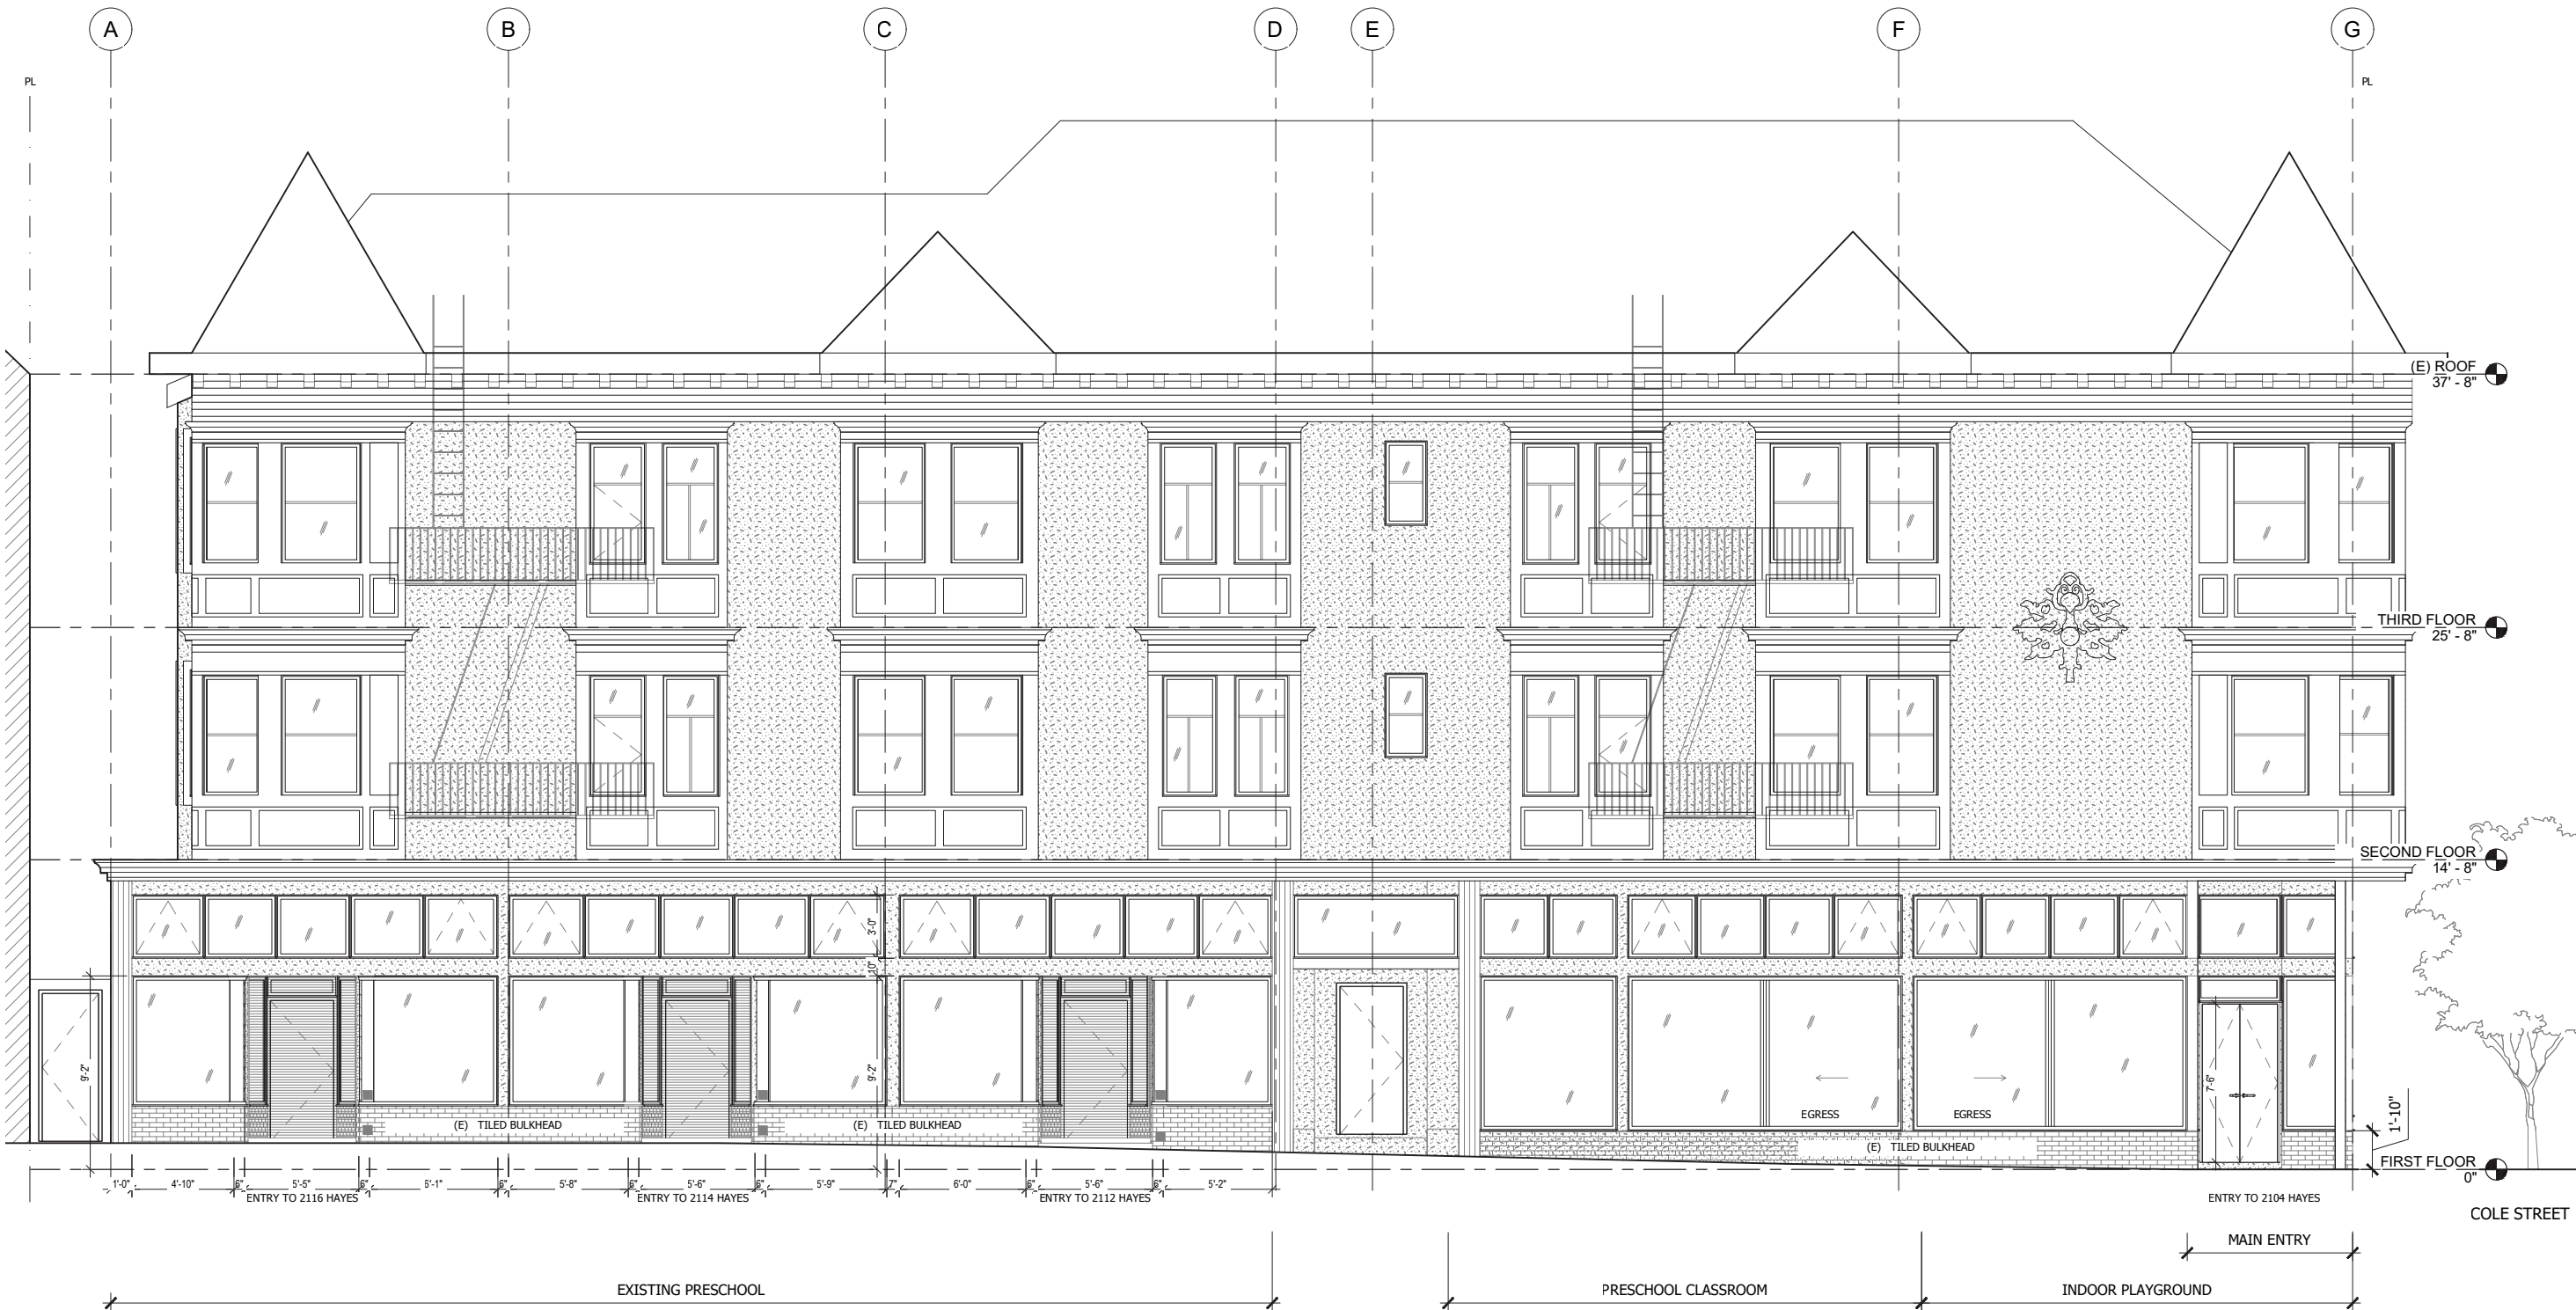 A
B
C
D
E
F
G
PL
PL
(E) ROOF
37' - 8"
THIRD FLOOR
25' - 8"
SECOND FLOOR
14' - 8"
3'-0"
10"
9'-2"
9'-2"
7'-6"
EGRESS
EGRESS
1'-10"
(E) TILED BULKHEAD
(E) TILED BULKHEAD
(E) TILED BULKHEAD
FIRST FLOOR
0"
1'-0"
4'-10"
6"
5'-5"
6"
6'-1"
6"
5'-8"
6"
5'-6"
6"
5'-9"
7"
6'-0"
6"
5'-6"
6"
5'-2"
ENTRY TO 2116 HAYES
ENTRY TO 2114 HAYES
ENTRY TO 2112 HAYES
ENTRY TO 2104 HAYES
COLE STREET
MAIN ENTRY
EXISTING PRESCHOOL
PRESCHOOL CLASSROOM
INDOOR PLAYGROUND